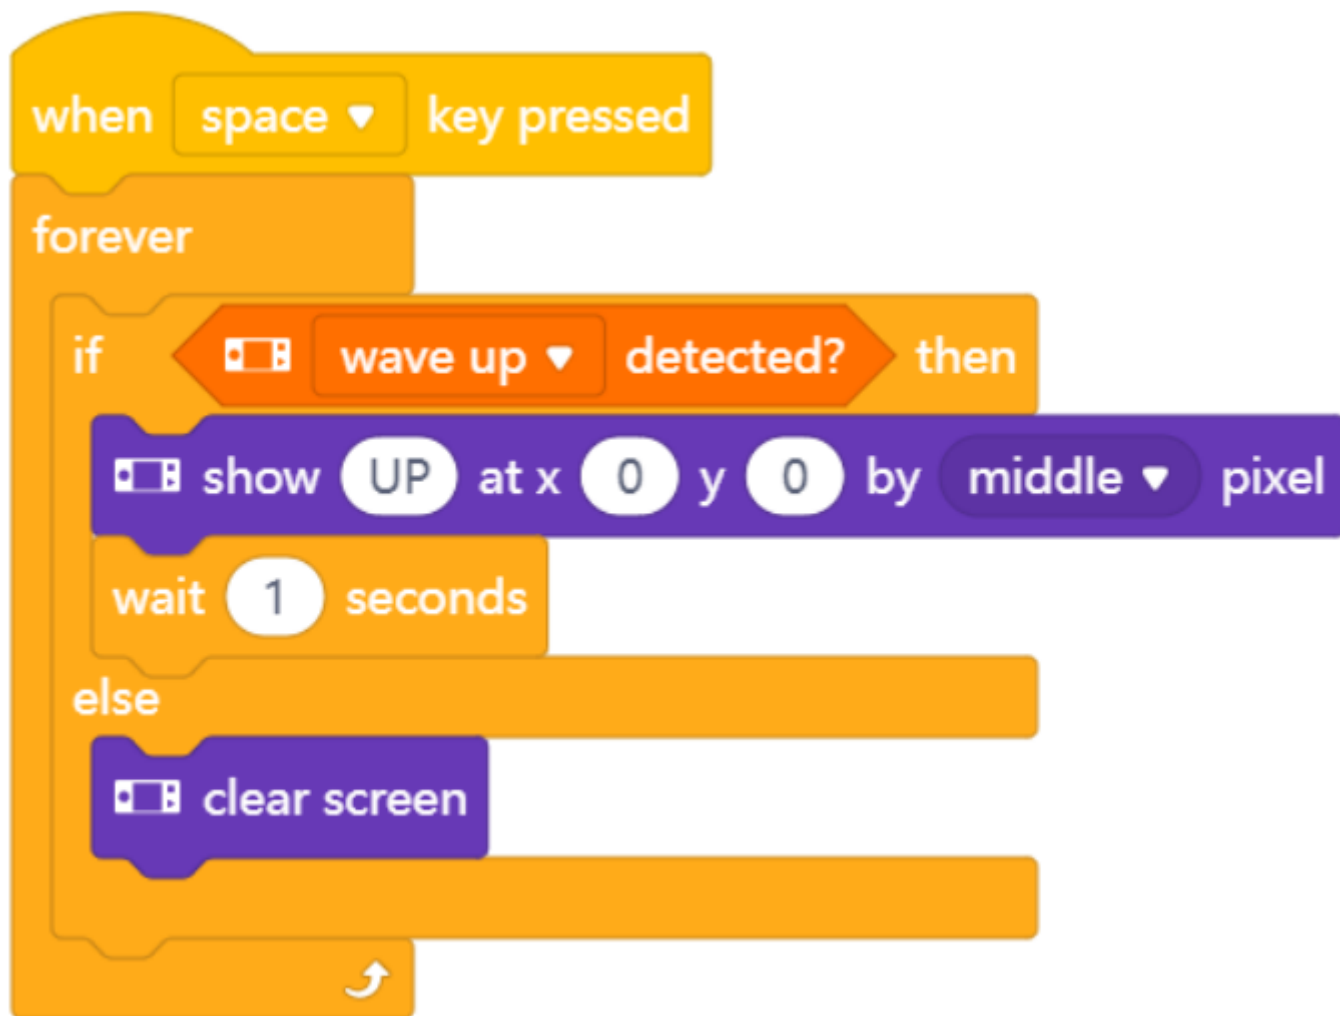 when space key pressed
forever
if wave up detected? then
show UP at x 0 y 0 by middle pixel
wait 1 seconds
else
clear screen